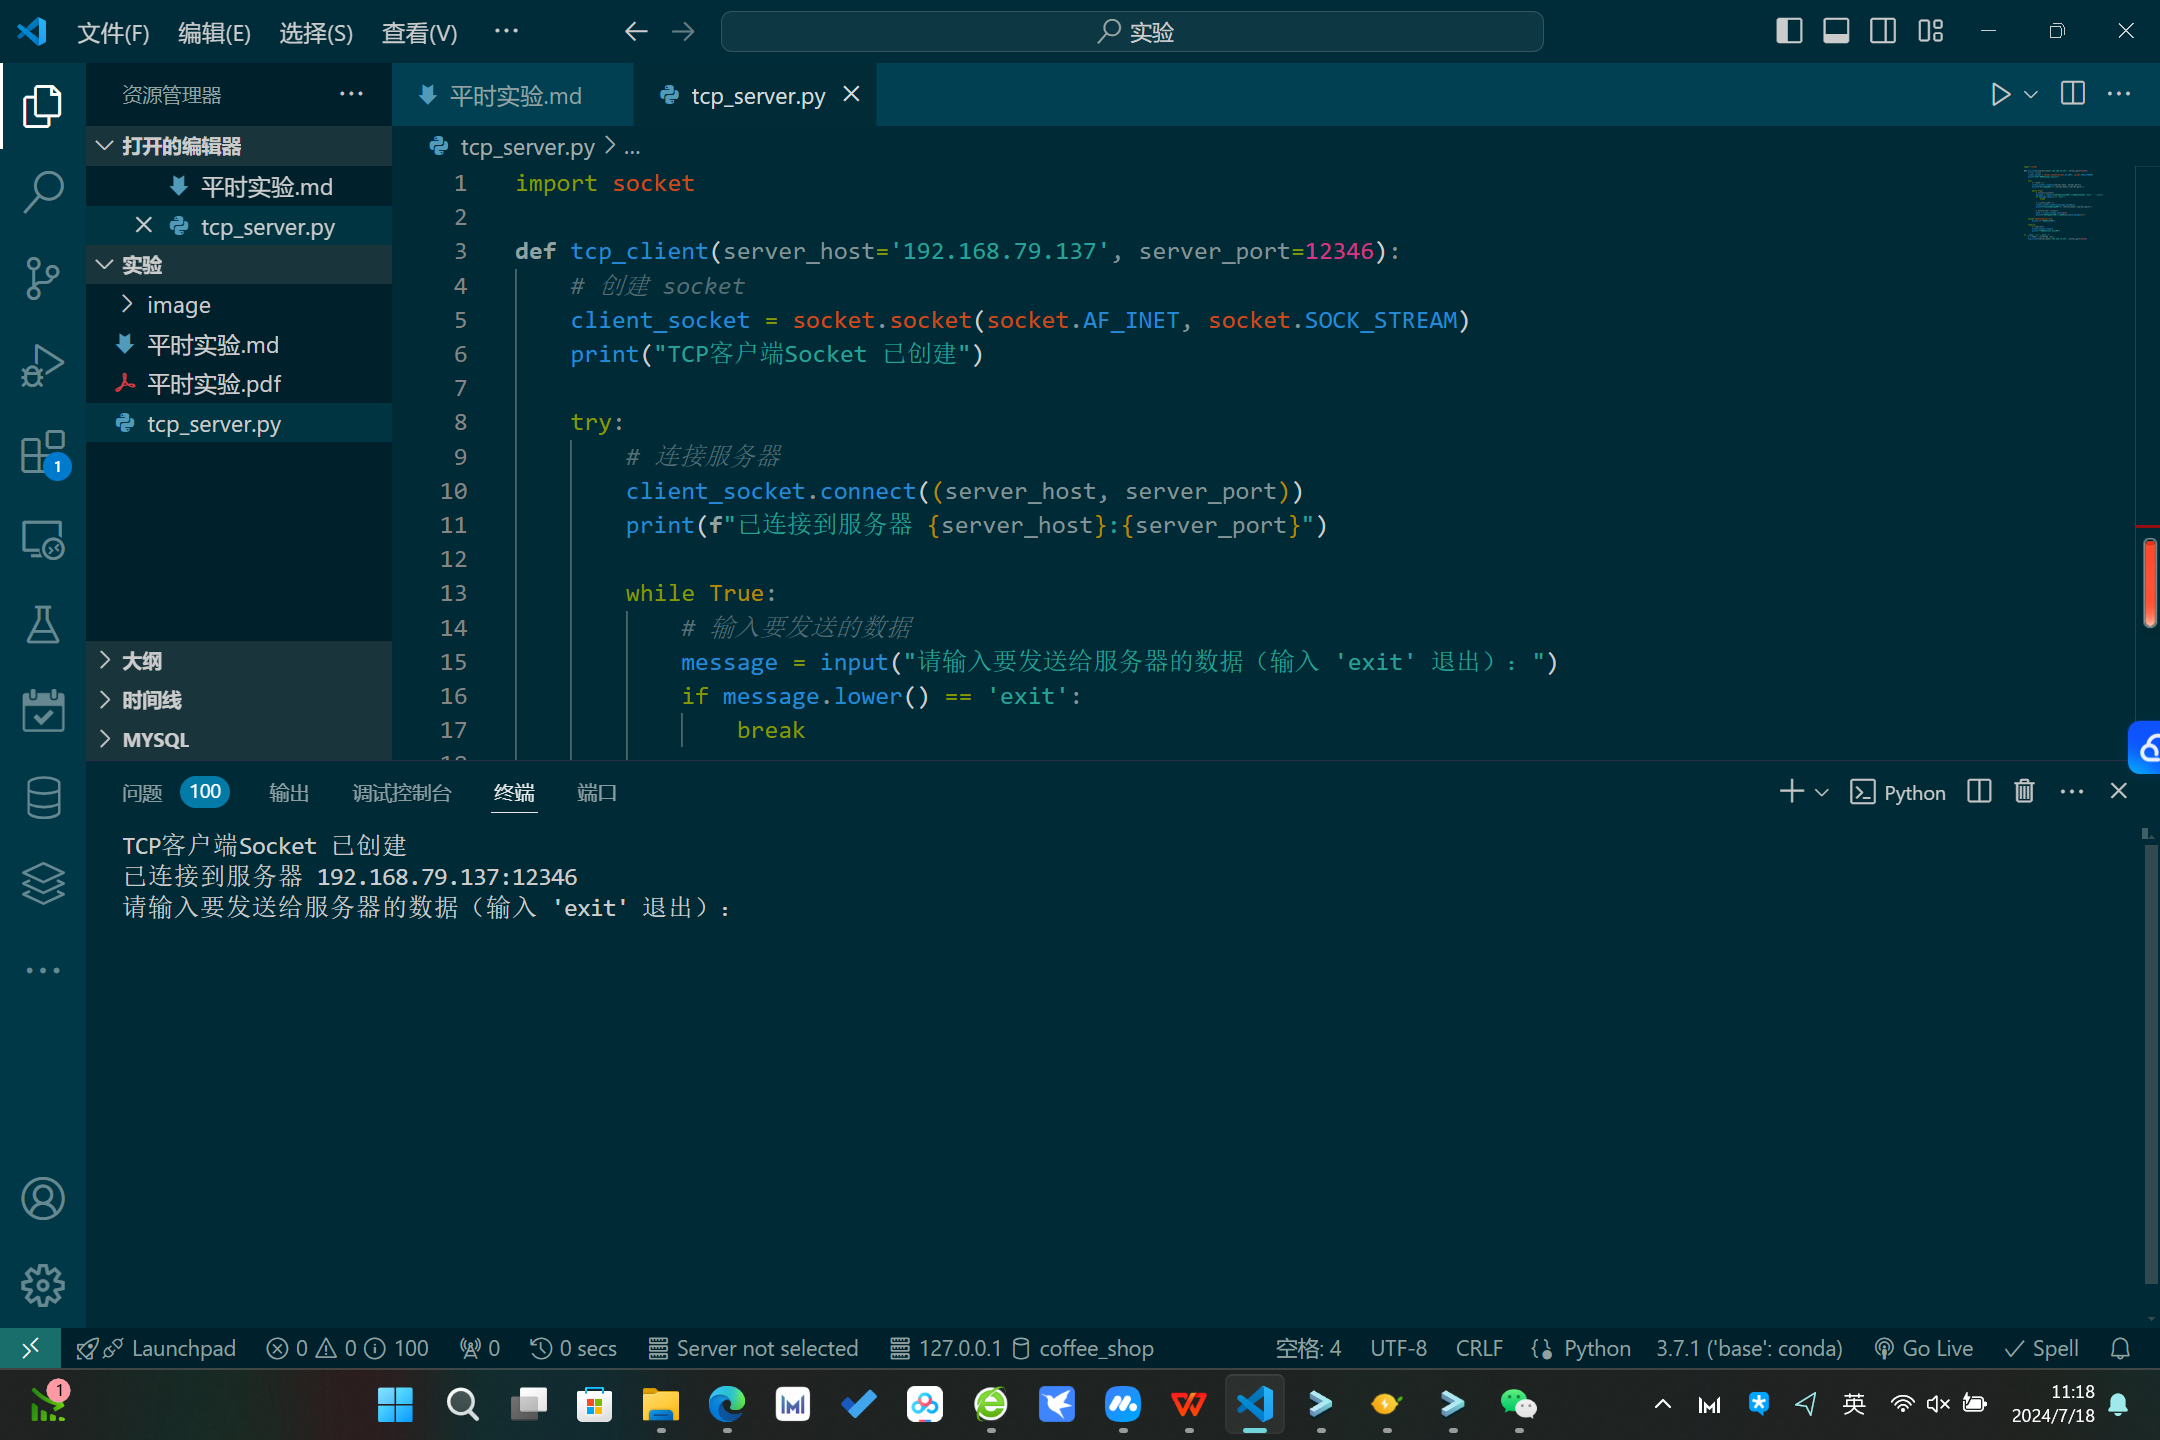 文件(F) 编辑(E) 选择(S) 查看(V) ··· 实验
资源管理器 ···
平时实验.md tcp_server.py
打开的编辑器
平时实验.md
tcp_server.py
实验
image
平时实验.md
平时实验.pdf
tcp_server.py
大纲
时间线
MYSQL
1
tcp_server.py > ...
1 import socket
2
3 def tcp_client(server_host='192.168.79.137', server_port=12346):
4 # 创建 socket
5 client_socket = socket.socket(socket.AF_INET, socket.SOCK_STREAM)
6 print("TCP客户端Socket 已创建")
7
8 try:
9 # 连接服务器
10 client_socket.connect((server_host, server_port))
11 print(f"已连接到服务器 {server_host}:{server_port}")
12
13 while True:
14 # 输入要发送的数据
15 message = input("请输入要发送给服务器的数据（输入 'exit' 退出）：")
16 if message.lower() == 'exit':
17 break
问题 100 输出 调试控制台 终端 端口 Python
TCP客户端Socket 已创建
已连接到服务器 192.168.79.137:12346
请输入要发送给服务器的数据（输入 'exit' 退出）：
Launchpad 0 0 100 0 0 secs Server not selected 127.0.0.1 coffee_shop 空格: 4 UTF-8 CRLF Python 3.7.1 ('base': conda) Go Live Spell
1 英 11:18
2024/7/18